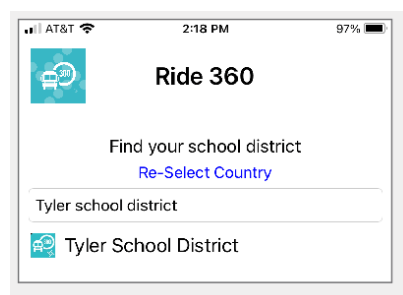 AT&T 2:18 PM 97%
360
Ride 360
Find your school district
Re-Select Country
Tyler school district
Tyler School District